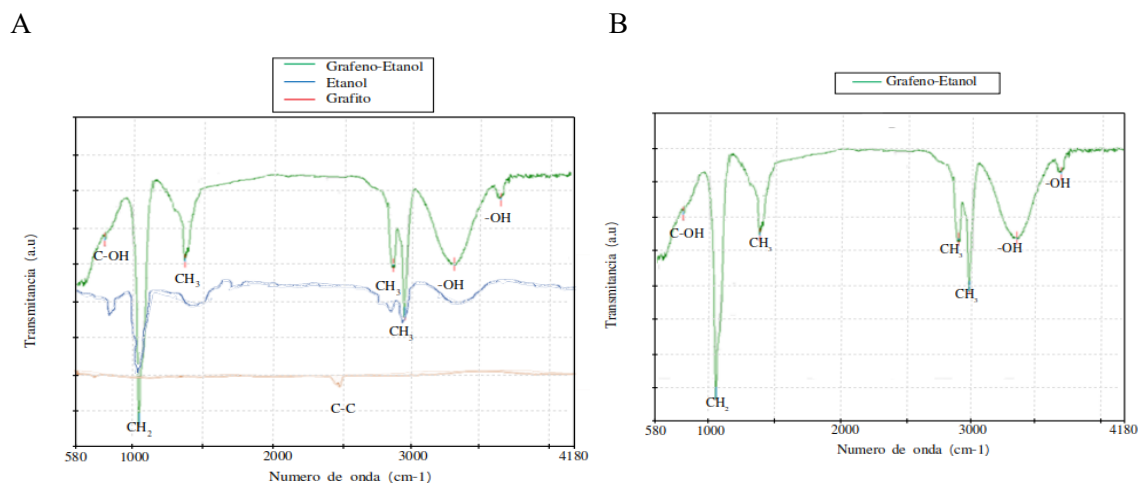 A
Grafeno-Etanol
Etanol
Grafito
Transmitancia (a.u)
C-OH
CH2
CH3
CH3
CH3
-OH
-OH
C-C
580 1000 2000 3000 4180
Numero de onda (cm-1)
B
Grafeno-Etanol
Transmitancia (a.u)
C-OH
CH2
CH3
CH3
CH3
-OH
-OH
580 1000 2000 3000 4180
Numero de onda (cm-1)